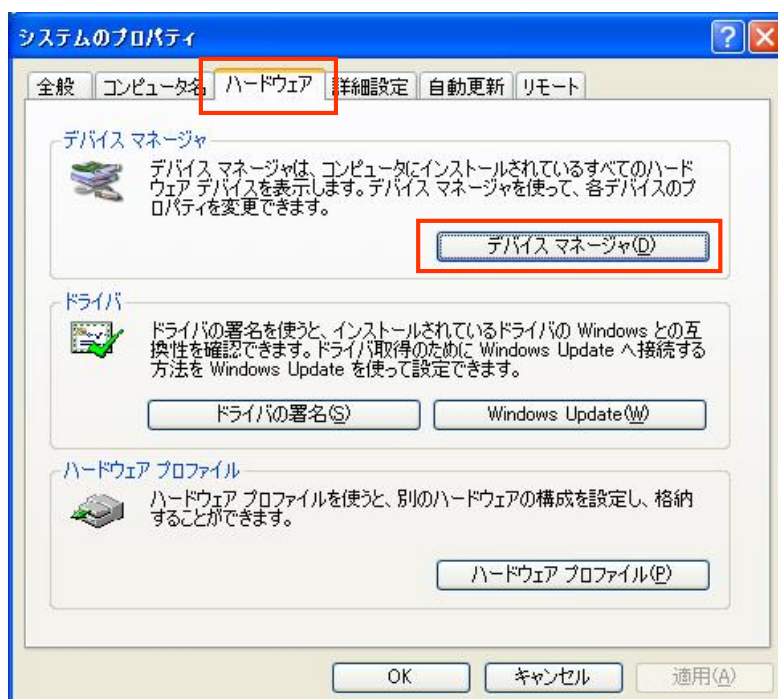 システムのプロパティ
全般 コンピュータ名 ハードウェア 詳細設定 自動更新 リモート
デバイス マネージャ
デバイス マネージャは、コンピュータにインストールされているすべてのハード
ウェア デバイスを表示します。デバイス マネージャを使って、各デバイスのプ
ロパティを変更できます。
デバイス マネージャ(D)
ドライバ
ドライバの署名を使うと、インストールされているドライバの Windows との互
換性を確認できます。ドライバ取得のために Windows Update へ接続する
方法を Windows Update を使って設定できます。
ドライバの署名(S) Windows Update(W)
ハードウェア プロファイル
ハードウェア プロファイルを使うと、別のハードウェアの構成を設定し、格納
することができます。
ハードウェア プロファイル(P)
OK キャンセル 適用(A)